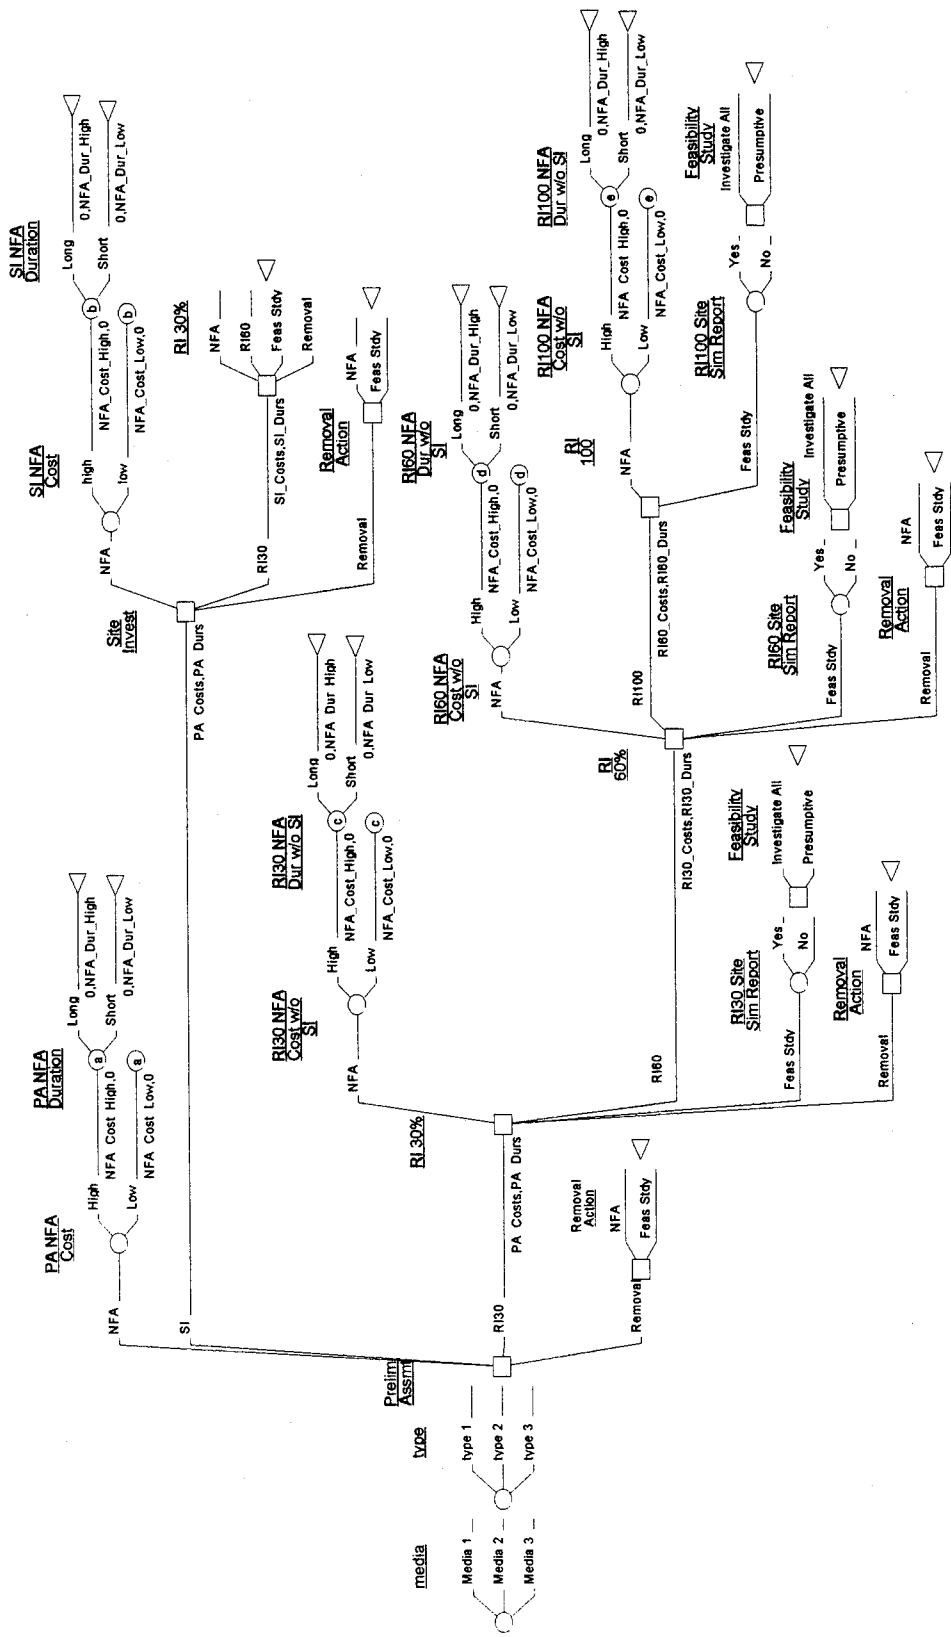 media
Media 1
Media 2
Media 3
type
type 1
type 2
type 3
Prelim
Assmt
NFA
SI
RI30
Removal
PA NFA
Cost
High
NFA Cost High,0
Low
NFA Cost Low,0
PA NFA
Duration
a
a
Long
0,NFA_Dur_High
Short
0,NFA_Dur_Low
PA Costs,PA Durs
Site
Invest
NFA
RI30
Removal
SI NFA
Cost
high
NFA_Cost_High,0
low
NFA_Cost_Low,0
SI NFA
Duration
b
b
Long
0,NFA_Dur_High
Short
0,NFA_Dur_Low
SI_Costs,SI_Durs
RI 30%
NFA
RI60
Feas Stdy
Removal
Removal
Action
NFA
Feas Stdy
PA Costs,PA Durs
RI 30%
NFA
RI60
Feas Stdy
Removal
RI30 NFA
Cost w/o
SI
High
NFA_Cost_High,0
Low
NFA_Cost_Low,0
RI30 NFA
Dur w/o SI
c
c
Long
0,NFA Dur High
Short
0,NFA Dur Low
RI30_Costs,RI30_Durs
RI
60%
NFA
RI100
Feas Stdy
Removal
RI60 NFA
Cost w/o
SI
High
NFA_Cost_High,0
Low
NFA_Cost_Low,0
RI60 NFA
Dur w/o
SI
d
d
Long
0,NFA_Dur_High
Short
0,NFA_Dur_Low
RI60_Costs,RI60_Durs
RI
100
NFA
Feas Stdy
RI100 NFA
Cost w/o
SI
High
NFA Cost High,0
Low
NFA_Cost_Low,0
RI100 NFA
Dur w/o SI
e
e
Long
0,NFA_Dur_High
Short
0,NFA_Dur_Low
RI100 Site
Sim Report
Yes
No
Feasibility
Study
Investigate All
Presumptive
RI60 Site
Sim Report
Yes
No
Feasibility
Study
Investigate All
Presumptive
Removal
Action
NFA
Feas Stdy
RI30 Site
Sim Report
Yes
No
Feasibility
Study
Investigate All
Presumptive
Removal
Action
NFA
Feas Stdy
Removal
Action
NFA
Feas Stdy